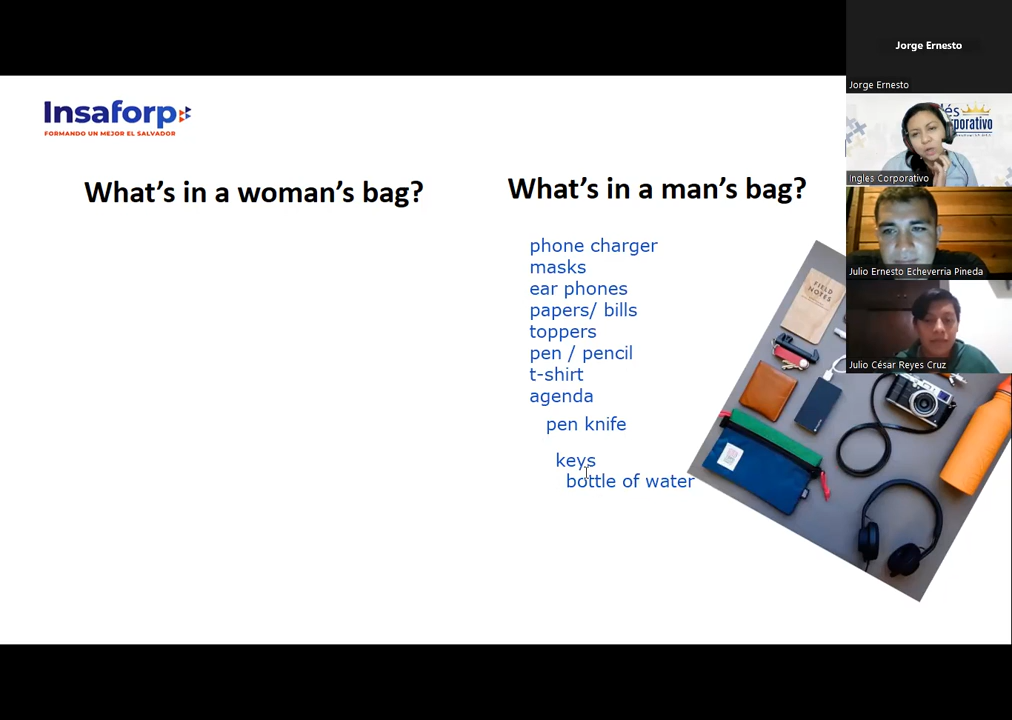 Insaforp
FORMANDO UN MEJOR EL SALVADOR
What's in a woman's bag?
What's in a man's bag?
phone charger
masks
ear phones
papers/ bills
toppers
pen / pencil
t-shirt
agenda
pen knife
keys
bottle of water
FIELD
NOTES
Jorge Ernesto
Jorge Ernesto
Ingles Corporativo
Julio Ernesto Echeverria Pineda
Julio César Reyes Cruz